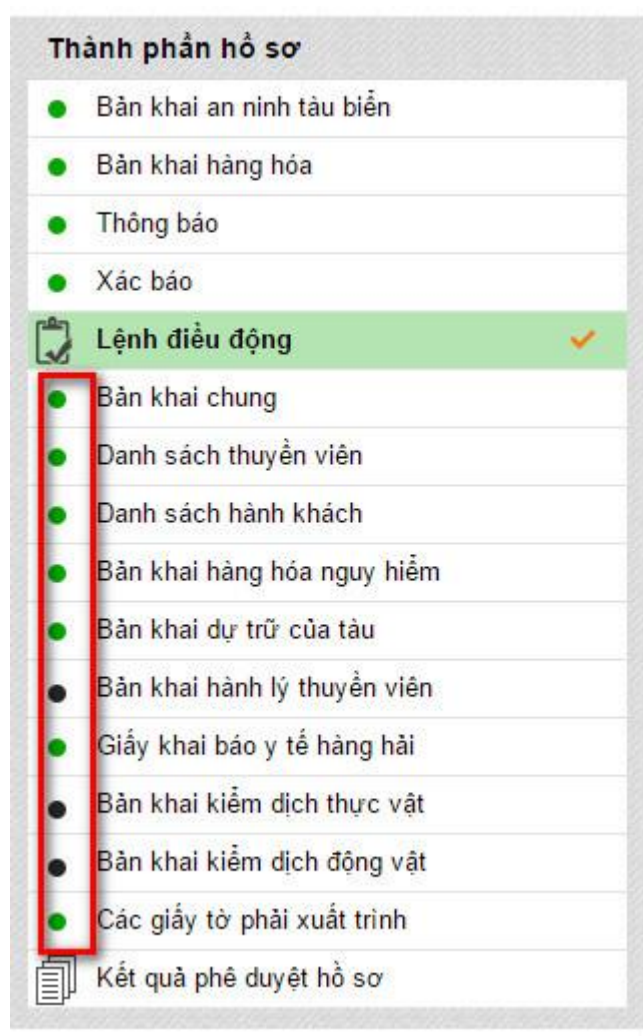 Thành phần hồ sơ
Bản khai an ninh tàu biển
Bản khai hàng hóa
Thông báo
Xác báo
Lệnh điều động
Bản khai chung
Danh sách thuyền viên
Danh sách hành khách
Bản khai hàng hóa nguy hiểm
Bản khai dự trữ của tàu
Bản khai hành lý thuyền viên
Giấy khai báo y tế hàng hải
Bản khai kiểm dịch thực vật
Bản khai kiểm dịch động vật
Các giấy tờ phải xuất trình
Kết quả phê duyệt hồ sơ